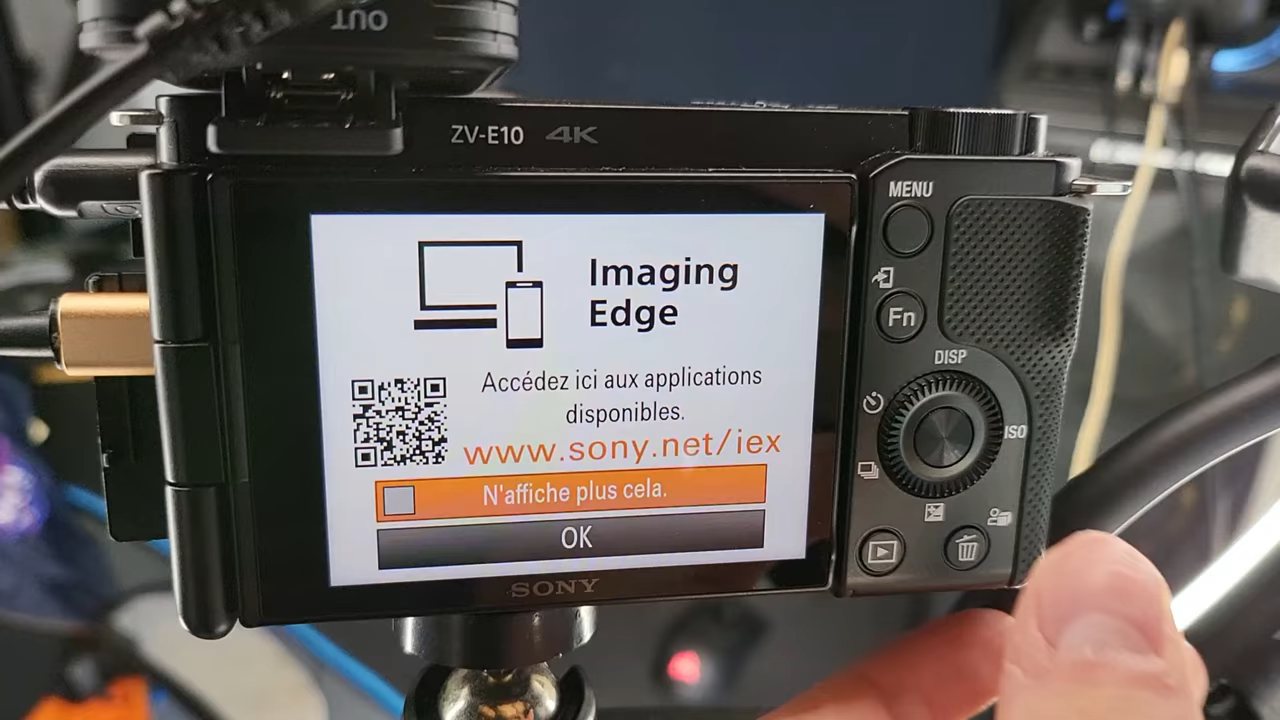 OUT
ZV-E10 4K
MENU
Imaging
Edge
Fn
DISP
Accédez ici aux applications
disponibles.
ISO
www.sony.net/iex
N'affiche plus cela.
OK
SONY